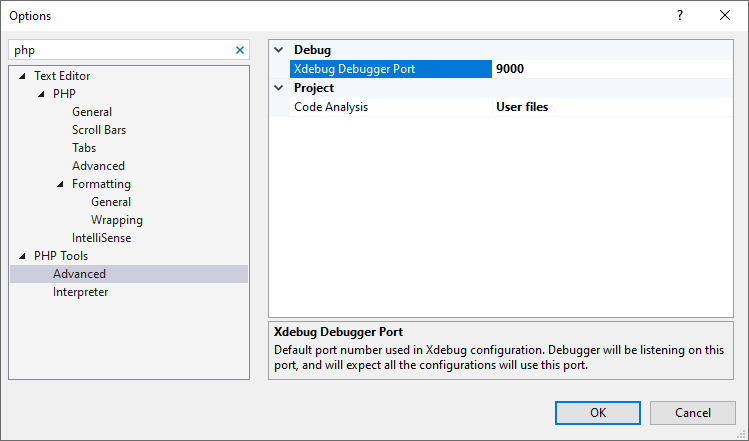 Options
?
php
Text Editor
PHP
General
Scroll Bars
Tabs
Advanced
Formatting
General
Wrapping
IntelliSense
PHP Tools
Advanced
Interpreter
Debug
Xdebug Debugger Port 9000
Project
Code Analysis User files
Xdebug Debugger Port
Default port number used in Xdebug configuration. Debugger will be listening on this
port, and will expect all the configurations will use this port.
OK Cancel